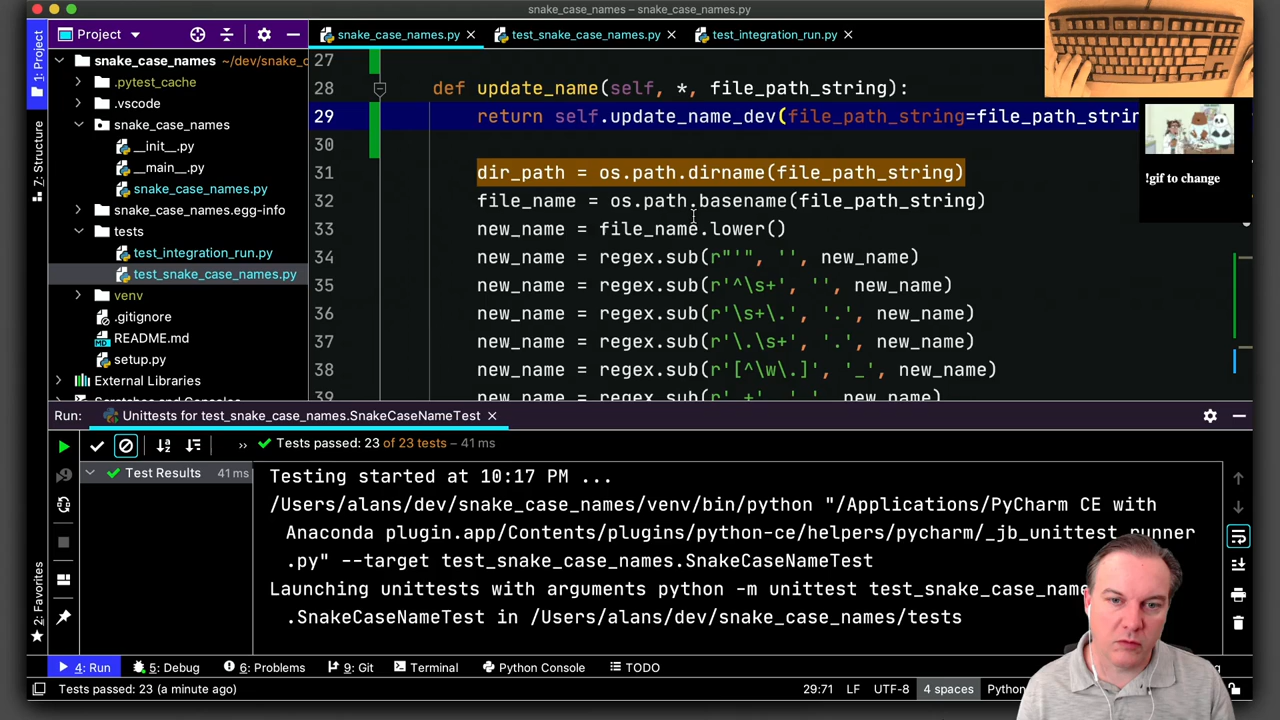 snake_case_names – snake_case_names.py
Project
snake_case_names.py
test_snake_case_names.py
test_integration_run.py
1: Project
7: Structure
2: Favorites
snake_case_names ~/dev/snake_c
.pytest_cache
.vscode
snake_case_names
__init__.py
__main__.py
snake_case_names.py
snake_case_names.egg-info
tests
test_integration_run.py
test_snake_case_names.py
venv
.gitignore
README.md
setup.py
External Libraries
27
28 def update_name(self, *, file_path_string):
29 return self.update_name_dev(file_path_string=file_path_strin
30
31 dir_path = os.path.dirname(file_path_string)
32 file_name = os.path.basename(file_path_string)
33 new_name = file_name.lower()
34 new_name = regex.sub(r"'", '', new_name)
35 new_name = regex.sub(r'^\s+', '', new_name)
36 new_name = regex.sub(r'\s+\.', '.', new_name)
37 new_name = regex.sub(r'\.\s+', '.', new_name)
38 new_name = regex.sub(r'[^\w\.]', '_', new_name)
39 new_name = regex.sub(r'_+', '_', new_name)
!gif to change
Run: Unittests for test_snake_case_names.SnakeCaseNameTest
Tests passed: 23 of 23 tests – 41 ms
Test Results 41 ms
Testing started at 10:17 PM ...
/Users/alans/dev/snake_case_names/venv/bin/python "/Applications/PyCharm CE with
Anaconda plugin.app/Contents/plugins/python-ce/helpers/pycharm/_jb_unittest_runner
.py" --target test_snake_case_names.SnakeCaseNameTest
Launching unittests with arguments python -m unittest test_snake_case_name
.SnakeCaseNameTest in /Users/alans/dev/snake_case_names/tests
4: Run
5: Debug
6: Problems
9: Git
Terminal
Python Console
TODO
Tests passed: 23 (a minute ago)
29:71 LF UTF-8 4 spaces Python